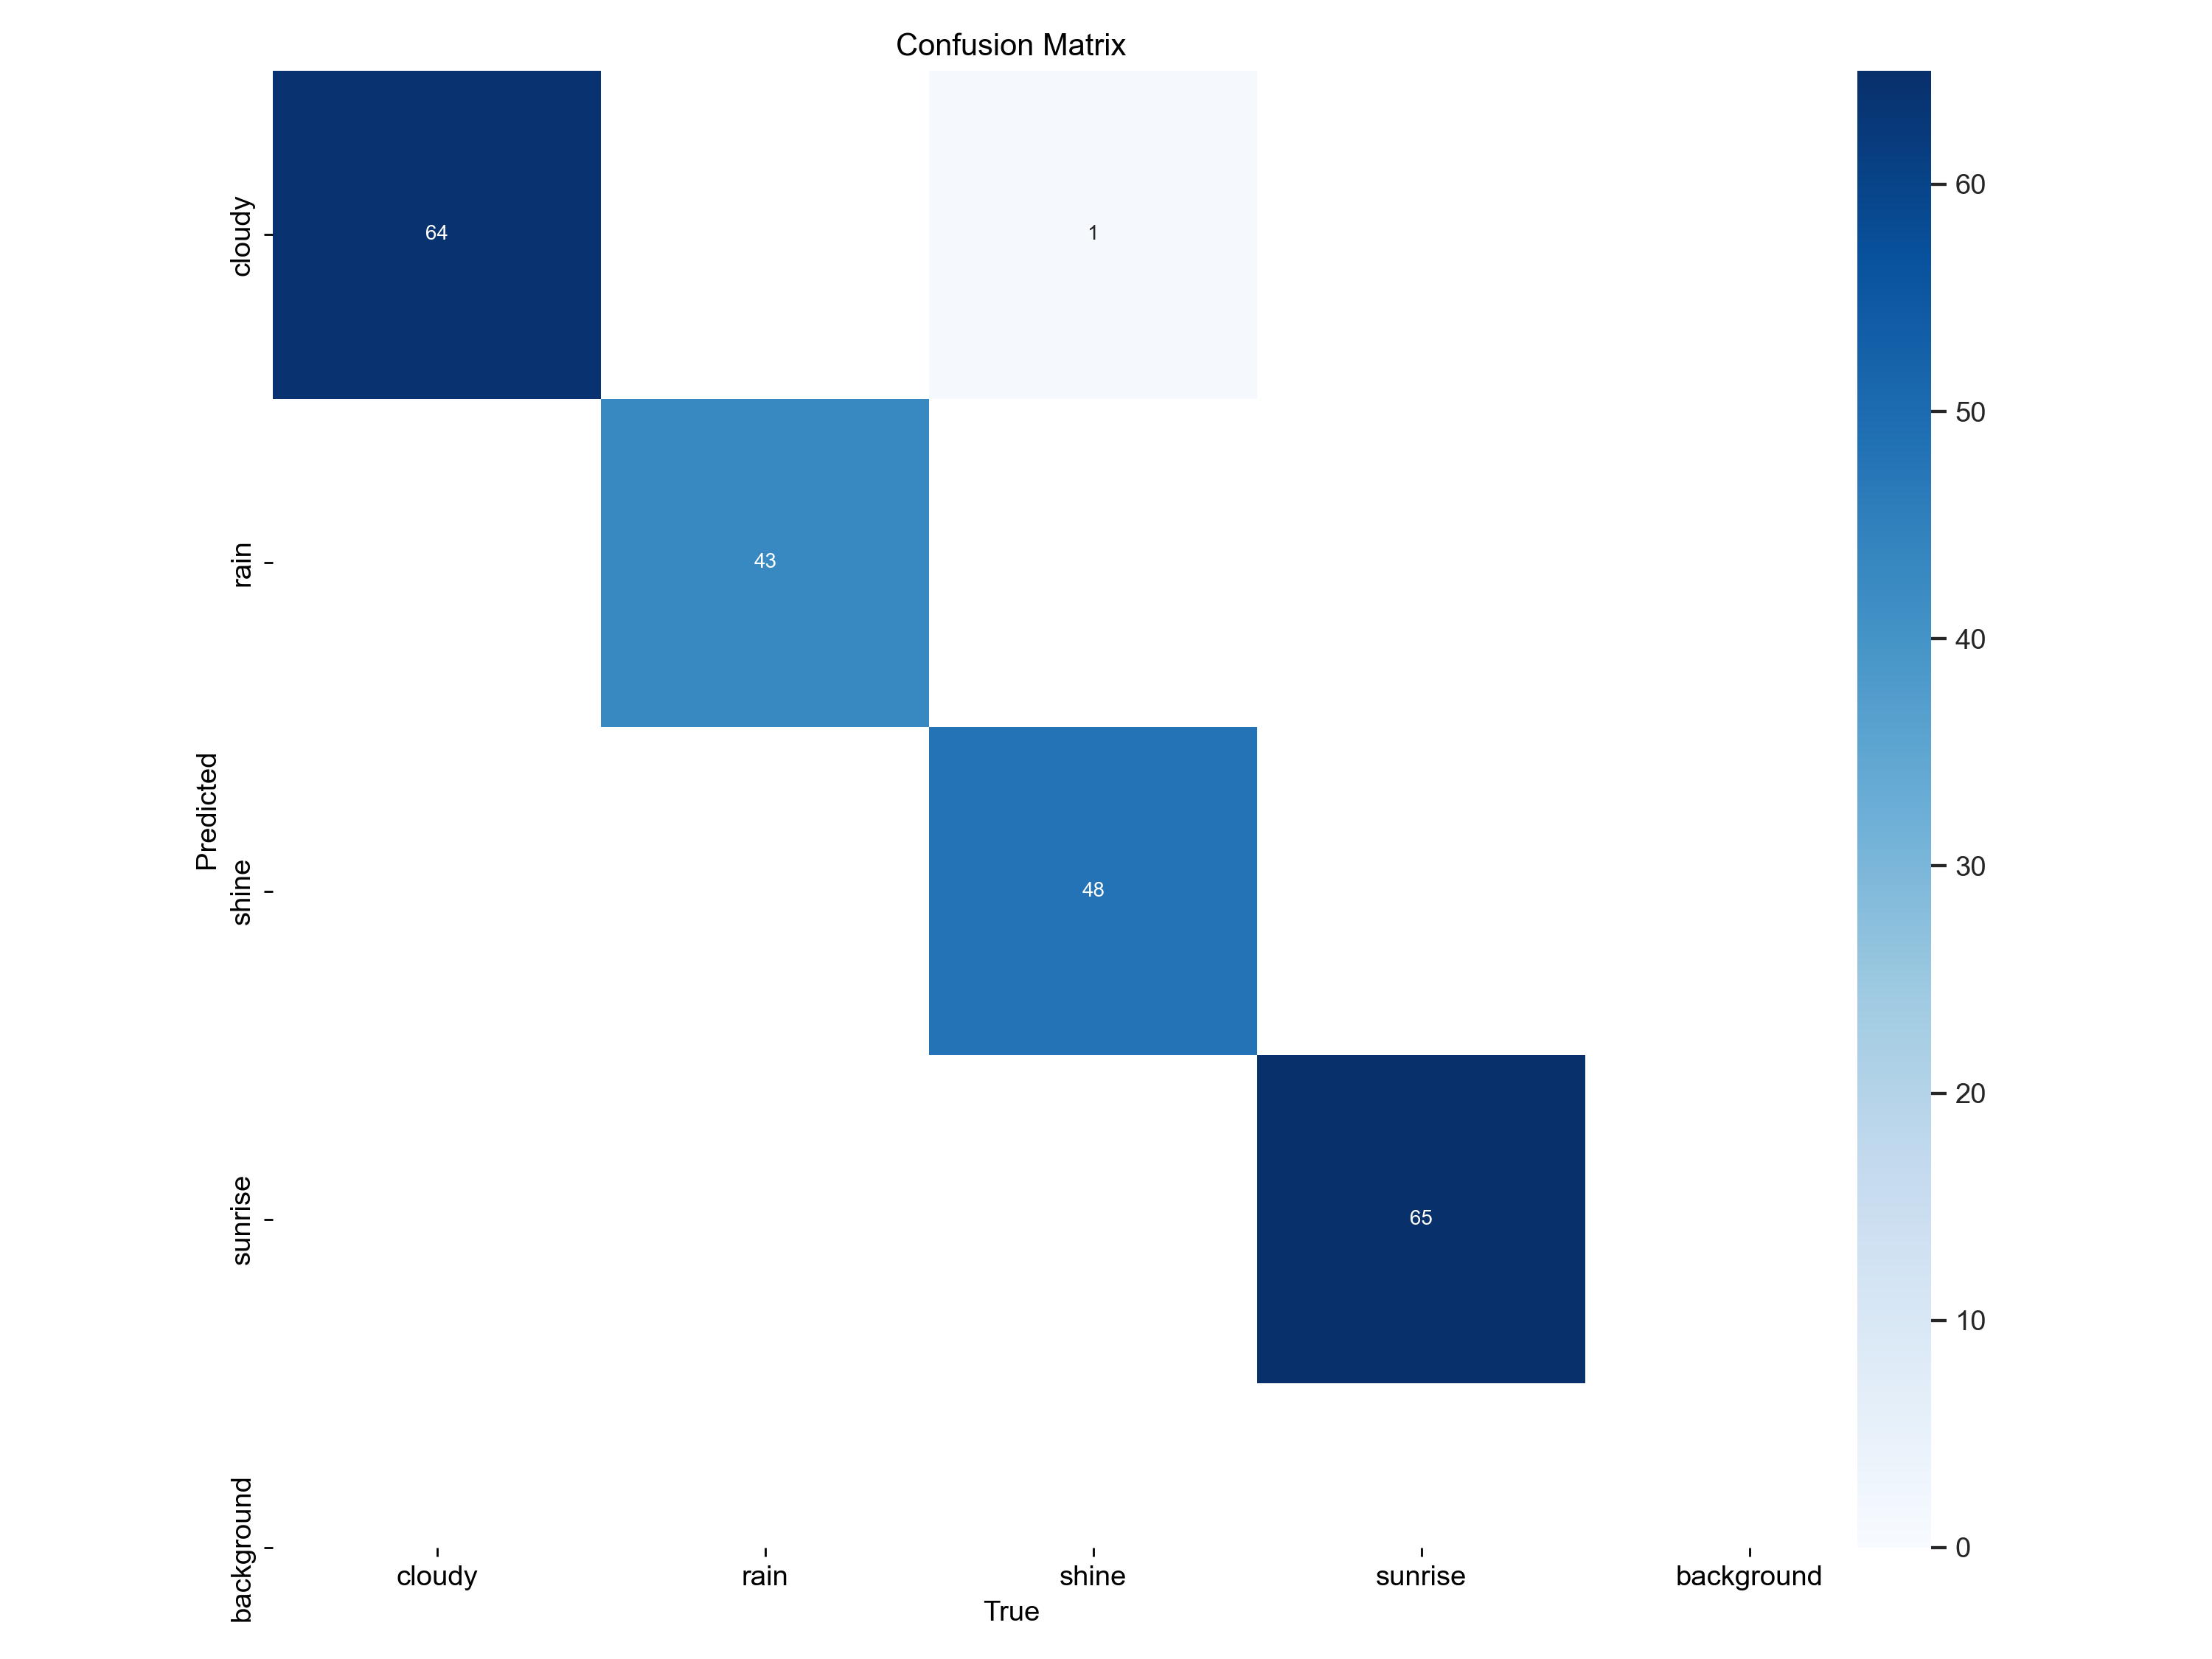 Confusion Matrix
cloudy
64
1
60
50
rain
43
40
Predicted
shine
48
30
20
sunrise
65
10
background
0
cloudy rain shine sunrise background
True